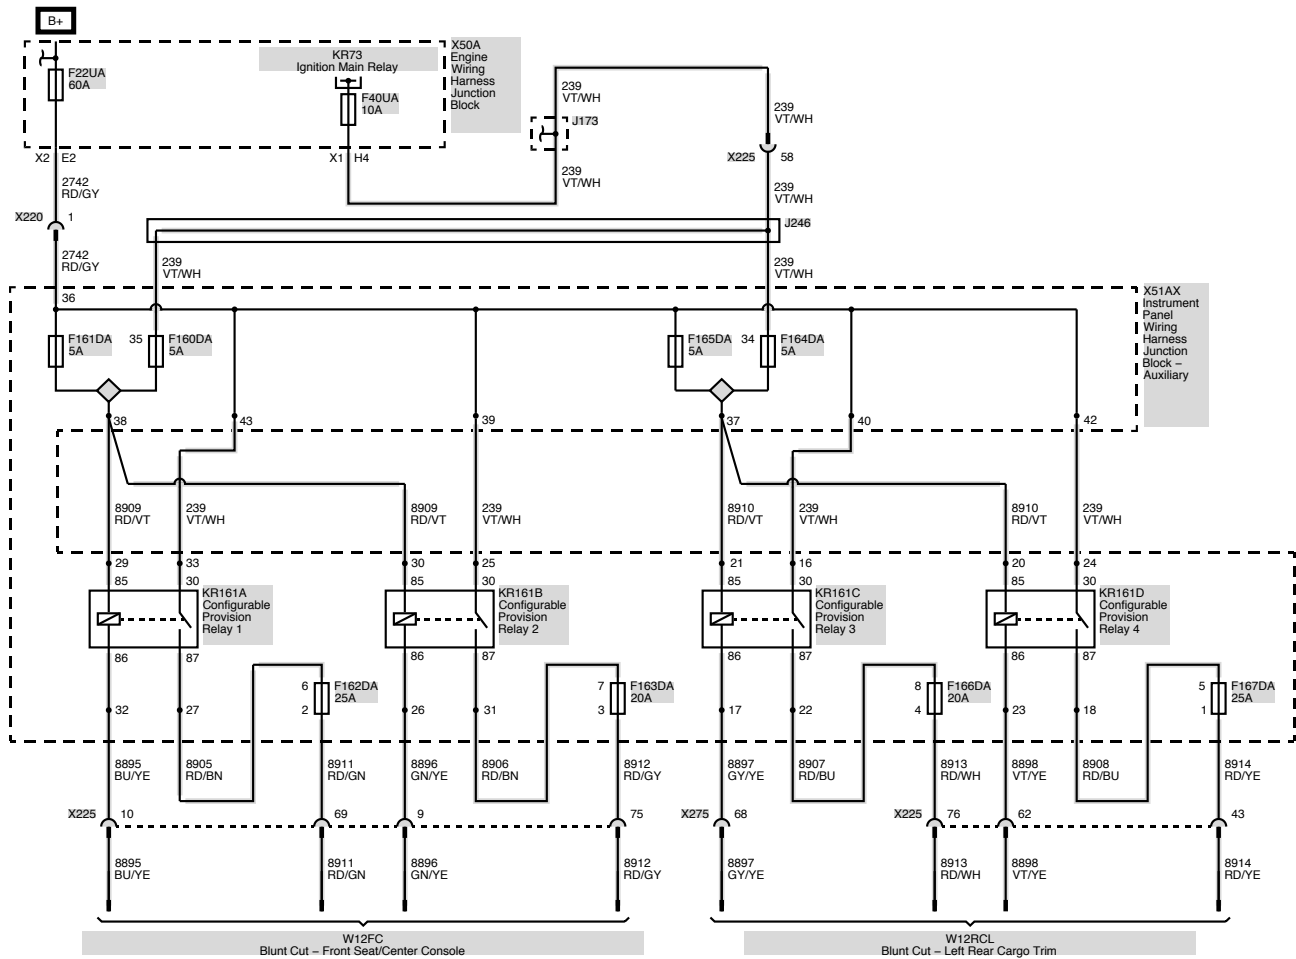 B+
X50A
Engine
Wiring
Harness
Junction
Block
KR73
Ignition Main Relay
F22UA
60A
F40UA
10A
239
VT/WH
239
VT/WH
J173
X2 E2
X1 H4
X225 58
2742
RD/GY
239
VT/WH
239
VT/WH
X220 1
J246
2742
RD/GY
239
VT/WH
239
VT/WH
36
X51AX
Instrument
Panel
Wiring
Harness
Junction
Block –
Auxiliary
F161DA
5A
35
F160DA
5A
F165DA
5A
34
F164DA
5A
38 43 39 37 40 42
8909
RD/VT
239
VT/WH
8909
RD/VT
239
VT/WH
8910
RD/VT
239
VT/WH
8910
RD/VT
239
VT/WH
29 33 30 25 21 16 20 24
85 30 85 30 85 30 85 30
KR161A
Configurable
Provision
Relay 1
KR161B
Configurable
Provision
Relay 2
KR161C
Configurable
Provision
Relay 3
KR161D
Configurable
Provision
Relay 4
86 87 86 87 86 87 86 87
6
F162DA
25A
2
7
F163DA
20A
3
8
F166DA
20A
4
5
F167DA
25A
1
32 27 26 31 17 22 23 18
8895
BU/YE
8905
RD/BN
8911
RD/GN
8896
GN/YE
8906
RD/BN
8912
RD/GY
8897
GY/YE
8907
RD/BU
8913
RD/WH
8898
VT/YE
8908
RD/BU
8914
RD/YE
X225 10 69 9 75 X275 68 X225 76 62 43
8895
BU/YE
8911
RD/GN
8896
GN/YE
8912
RD/GY
8897
GY/YE
8913
RD/WH
8898
VT/YE
8914
RD/YE
W12FC
Blunt Cut – Front Seat/Center Console
W12RCL
Blunt Cut – Left Rear Cargo Trim